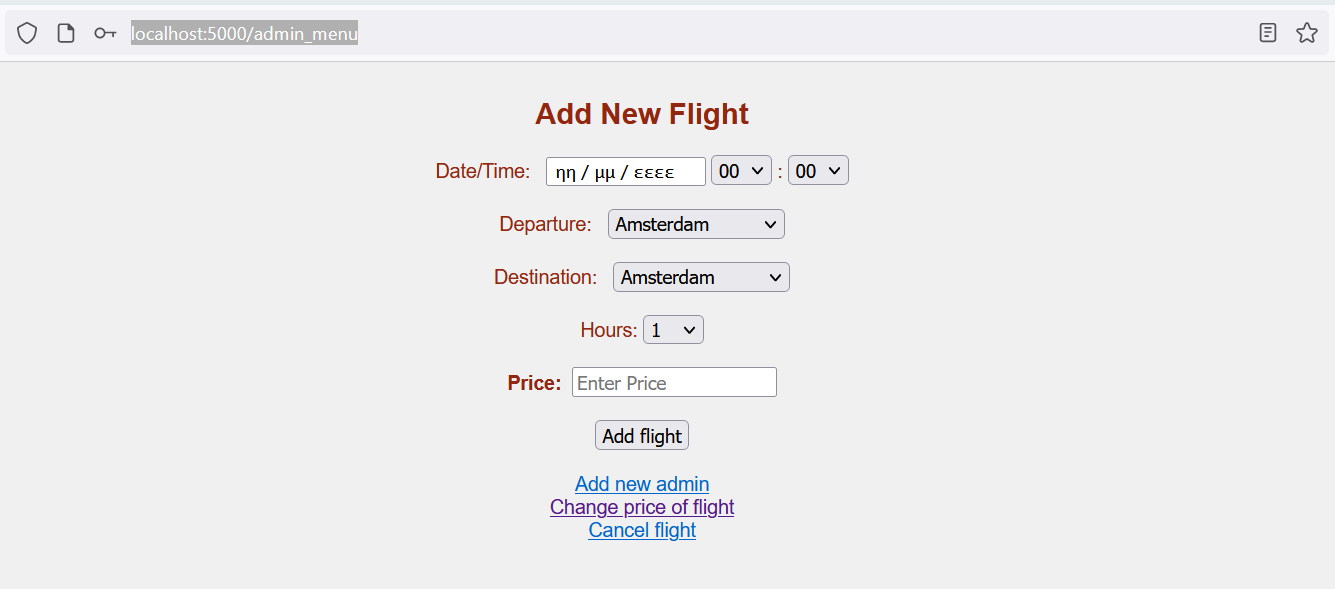 localhost:5000/admin_menu
Add New Flight
Date/Time: ηη / μμ / εεεε 00 : 00
Departure: Amsterdam
Destination: Amsterdam
Hours: 1
Price: Enter Price
Add flight
Add new admin
Change price of flight
Cancel flight